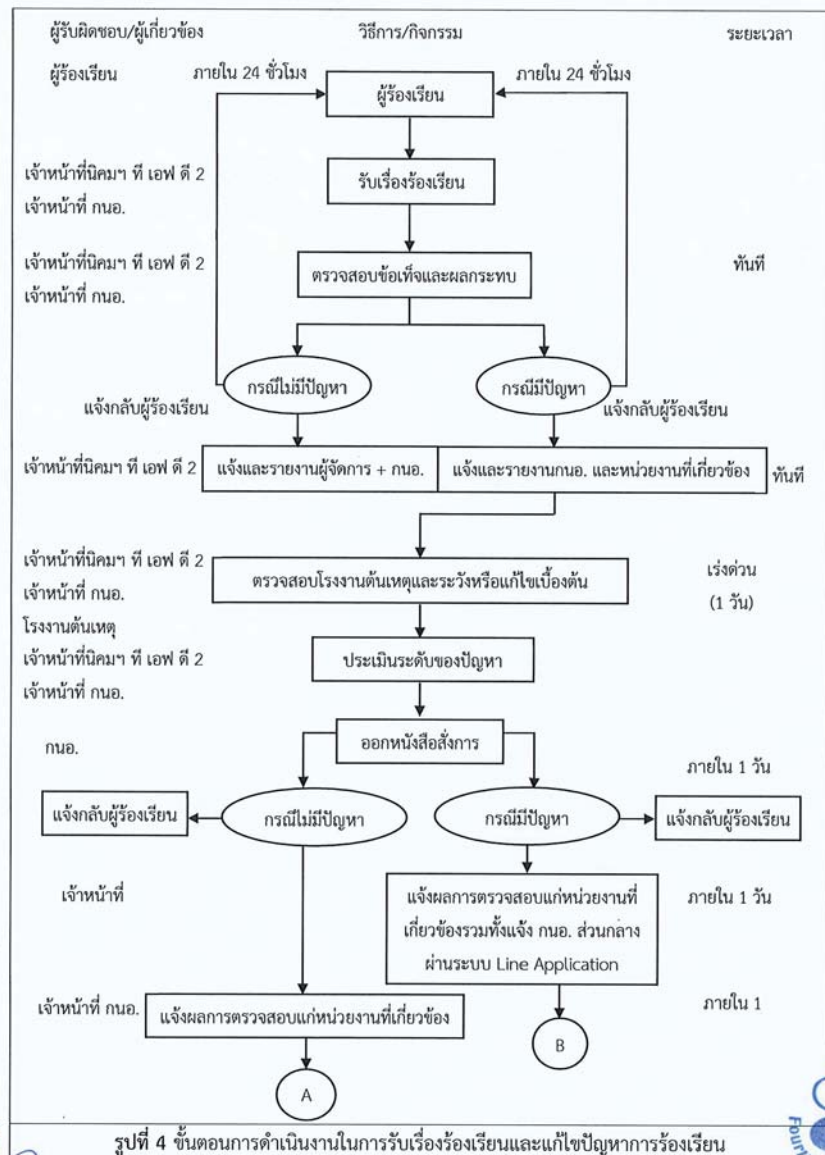 ผู้รับผิดชอบ/ผู้เกี่ยวข้อง วิธีการ/กิจกรรม ระยะเวลา
ผู้ร้องเรียน ภายใน 24 ชั่วโมง ภายใน 24 ชั่วโมง
ผู้ร้องเรียน
เจ้าหน้าที่นิคมฯ ที เอฟ ดี 2
รับเรื่องร้องเรียน
เจ้าหน้าที่ กนอ.
เจ้าหน้าที่นิคมฯ ที เอฟ ดี 2
ตรวจสอบข้อเท็จและผลกระทบ ทันที
เจ้าหน้าที่ กนอ.
กรณีไม่มีปัญหา กรณีมีปัญหา
แจ้งกลับผู้ร้องเรียน แจ้งกลับผู้ร้องเรียน
เจ้าหน้าที่นิคมฯ ที เอฟ ดี 2 แจ้งและรายงานผู้จัดการ + กนอ. แจ้งและรายงานกนอ. และหน่วยงานที่เกี่ยวข้อง ทันที
เจ้าหน้าที่นิคมฯ ที เอฟ ดี 2
ตรวจสอบโรงงานต้นเหตุและระวังหรือแก้ไขเบื้องต้น เร่งด่วน
เจ้าหน้าที่ กนอ. (1 วัน)
โรงงานต้นเหตุ
เจ้าหน้าที่นิคมฯ ที เอฟ ดี 2 ประเมินระดับของปัญหา
เจ้าหน้าที่ กนอ.
กนอ. ออกหนังสือสั่งการ
ภายใน 1 วัน
แจ้งกลับผู้ร้องเรียน กรณีไม่มีปัญหา กรณีมีปัญหา แจ้งกลับผู้ร้องเรียน
เจ้าหน้าที่ แจ้งผลการตรวจสอบแก่หน่วยงานที่ ภายใน 1 วัน
เกี่ยวข้องรวมทั้งแจ้ง กนอ. ส่วนกลาง
ผ่านระบบ Line Application
เจ้าหน้าที่ กนอ. แจ้งผลการตรวจสอบแก่หน่วยงานที่เกี่ยวข้อง ภายใน 1
B
A
รูปที่ 4 ขั้นตอนการดำเนินงานในการรับเรื่องร้องเรียนและแก้ไขปัญหาการร้องเรียน